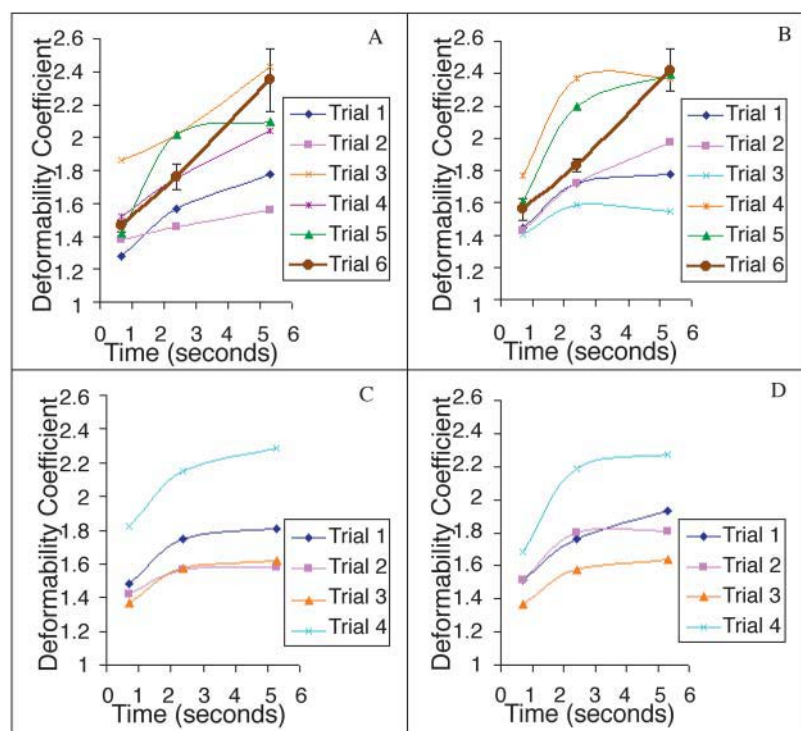 A
Deformability Coefficient
2.6
2.4
2.2
2
1.8
1.6
1.4
1.2
1
0 1 2 3 4 5 6
Time (seconds)
Trial 1
Trial 2
Trial 3
Trial 4
Trial 5
Trial 6
B
Deformability Coefficient
2.6
2.4
2.2
2
1.8
1.6
1.4
1.2
1
0 1 2 3 4 5 6
Time (seconds)
Trial 1
Trial 2
Trial 3
Trial 4
Trial 5
Trial 6
C
Deformability Coefficient
2.6
2.4
2.2
2
1.8
1.6
1.4
1.2
1
0 1 2 3 4 5 6
Time (seconds)
Trial 1
Trial 2
Trial 3
Trial 4
D
Deformability Coefficient
2.6
2.4
2.2
2
1.8
1.6
1.4
1.2
1
0 1 2 3 4 5 6
Time (seconds)
Trial 1
Trial 2
Trial 3
Trial 4